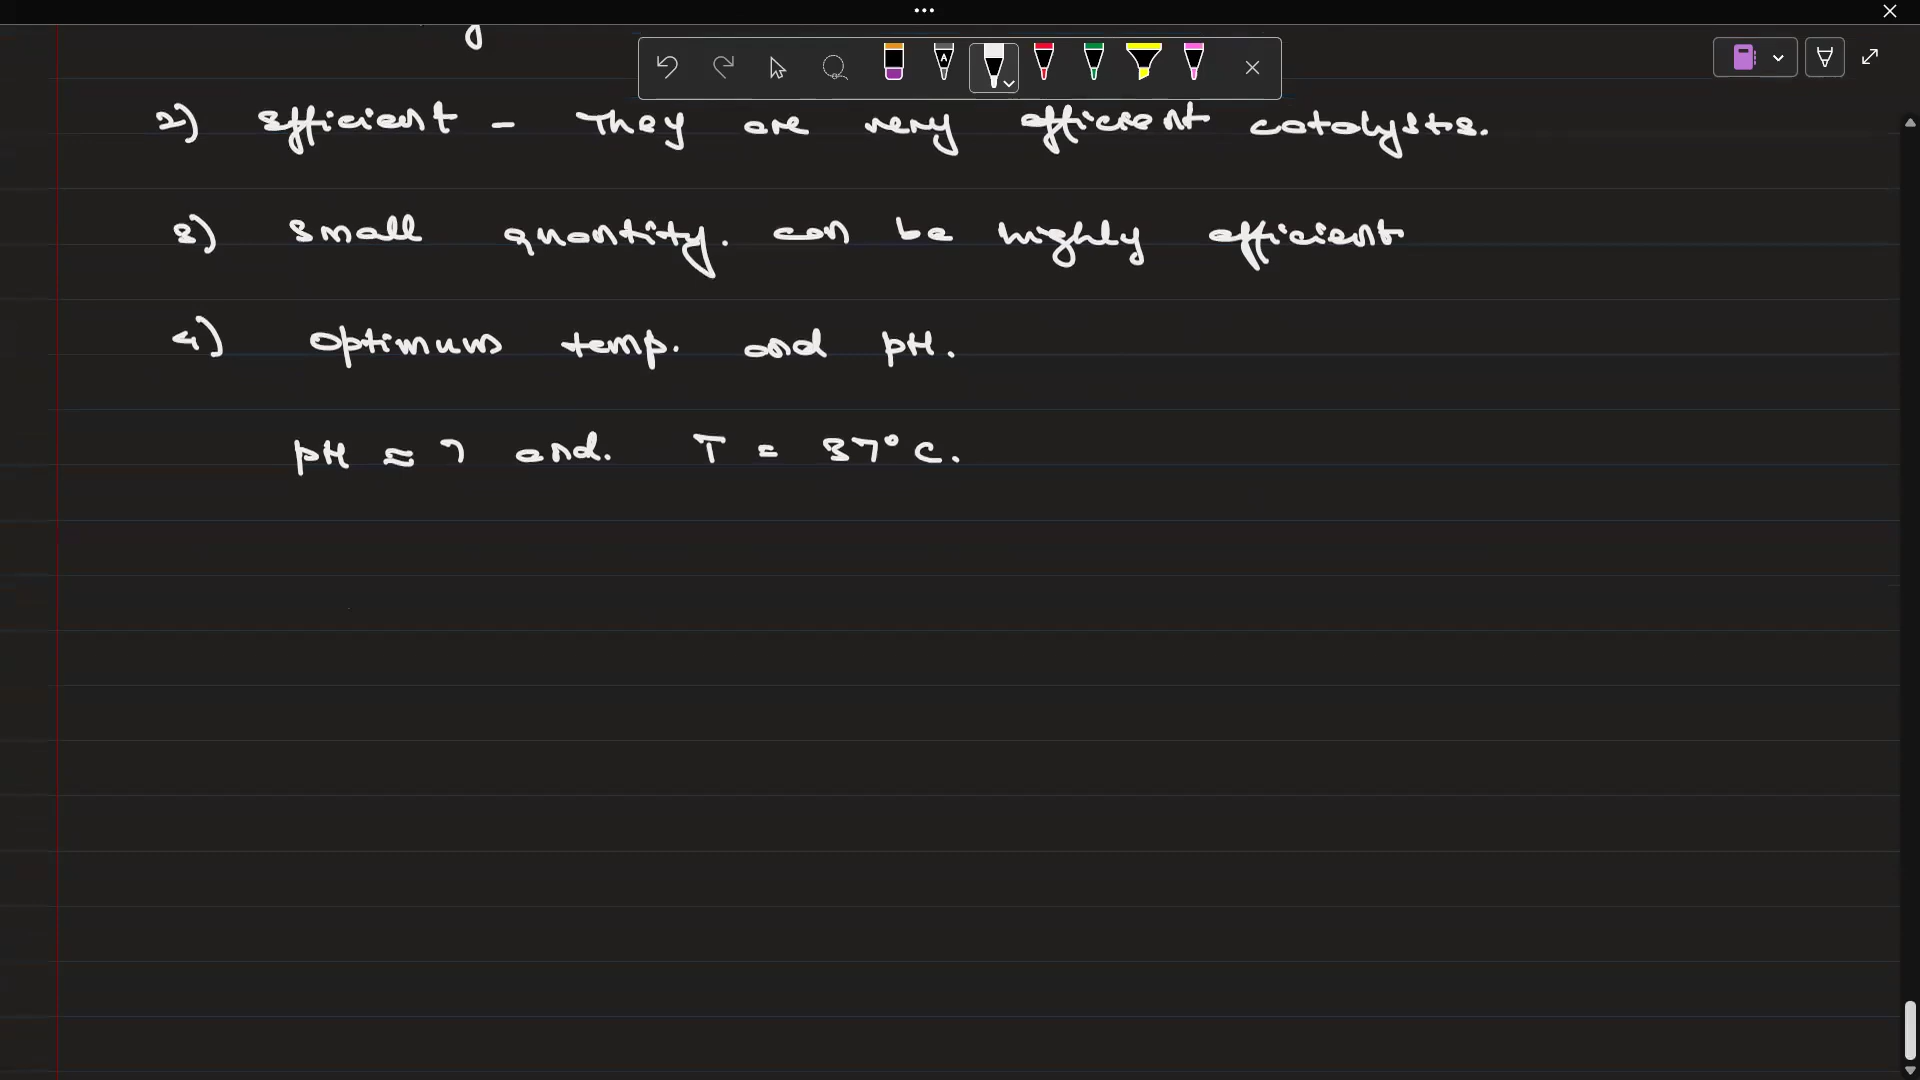 2) efficient - They are very efficient catalysts.
3) small quantity. can be highly efficient
4) optimum temp. and pH.
pH ≈ 7 and. T = 37°C.